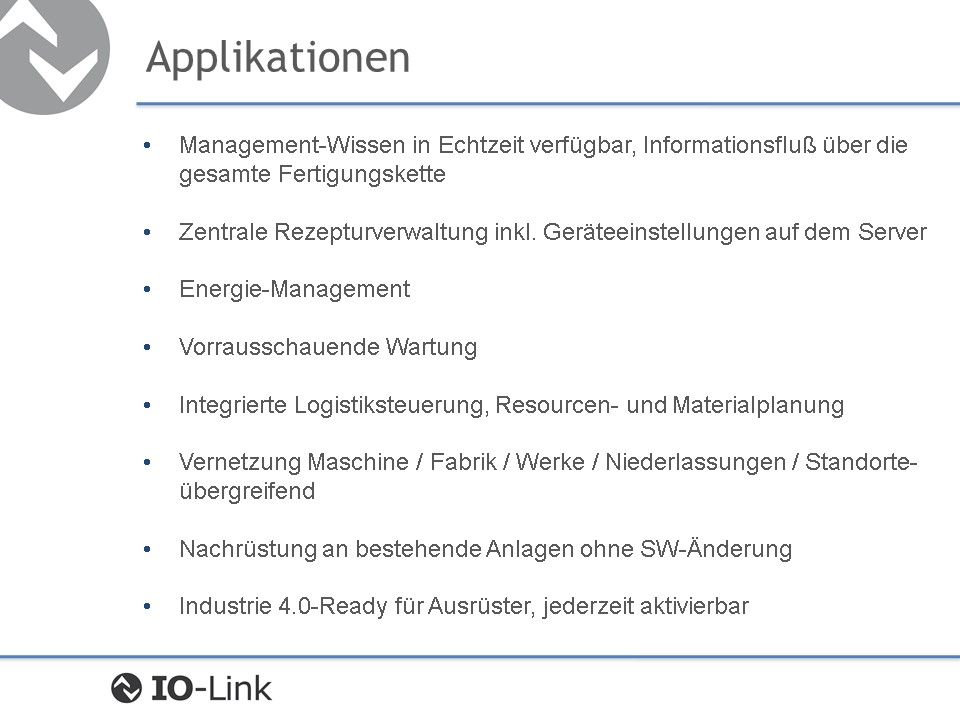 Applikationen
• Management-Wissen in Echtzeit verfügbar, Informationsfluß über die
gesamte Fertigungskette
• Zentrale Rezepturverwaltung inkl. Geräteeinstellungen auf dem Server
• Energie-Management
• Vorrausschauende Wartung
• Integrierte Logistiksteuerung, Resourcen- und Materialplanung
• Vernetzung Maschine / Fabrik / Werke / Niederlassungen / Standorte-
übergreifend
• Nachrüstung an bestehende Anlagen ohne SW-Änderung
• Industrie 4.0-Ready für Ausrüster, jederzeit aktivierbar
IO-Link